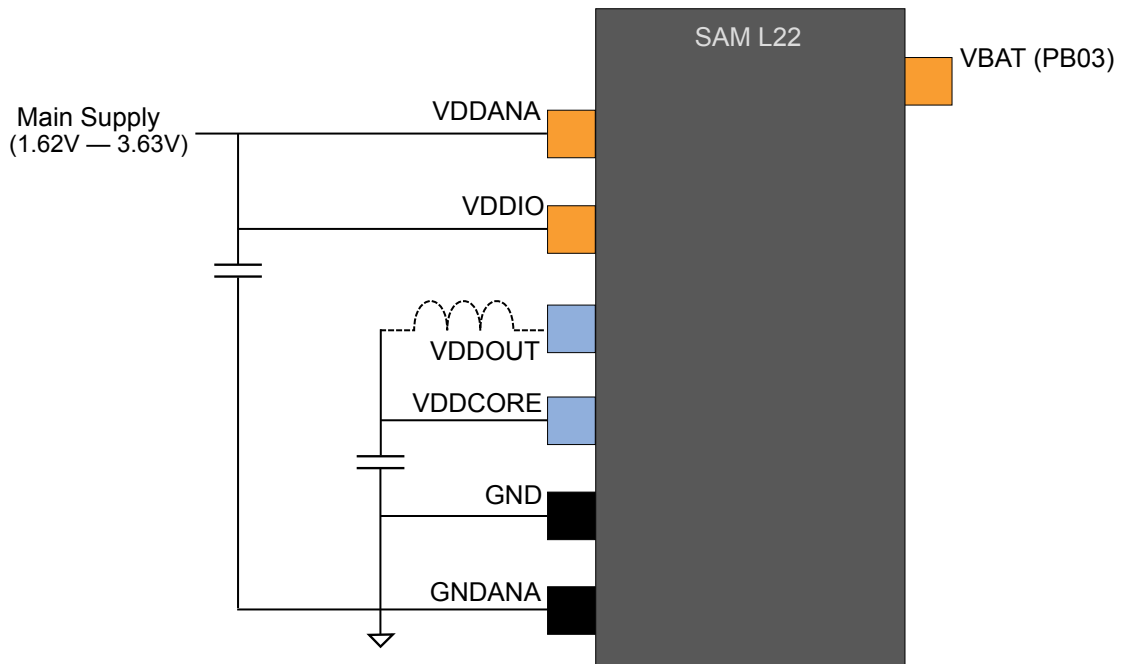 SAM L22
VBAT (PB03)
VDDANA
Main Supply
(1.62V — 3.63V)
VDDIO
VDDOUT
VDDCORE
GND
GNDANA